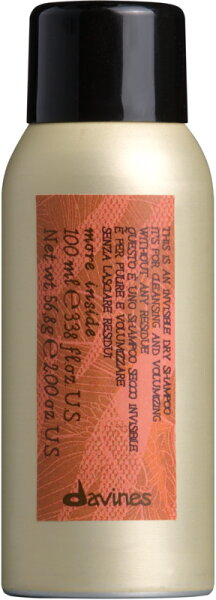 THIS IS AN INVISIBLE DRY SHAMPOO
IT'S FOR CLEANSING AND VOLUMIZING
WITHOUT ANY RESIDUE
QUESTO È UNO SHAMPOO SECCO INVISIBILE
È PER PULIRE E VOLUMIZZARE
SENZA LASCIARE RESIDUI
more inside
100 ml ℮ 3.38 fl oz US
Net wt 56.8g ℮ 2.00 oz US
davines